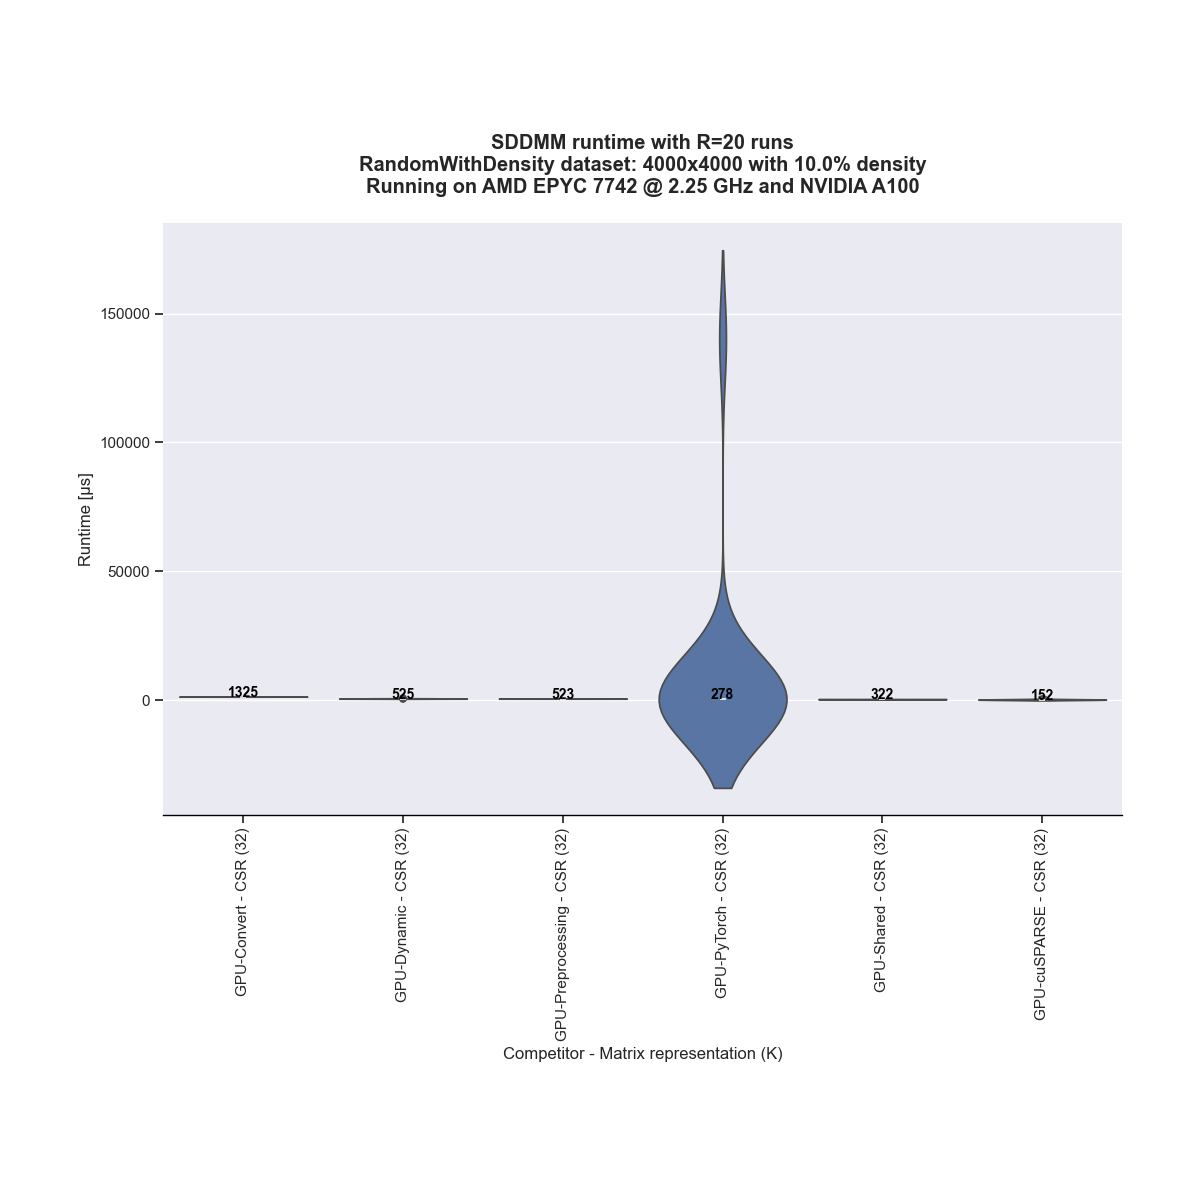 SDDMM runtime with R=20 runs
RandomWithDensity dataset: 4000x4000 with 10.0% density
Running on AMD EPYC 7742 @ 2.25 GHz and NVIDIA A100
150000
100000
50000
0
Runtime [μs]
1325
525
523
278
322
152
GPU-Convert - CSR (32)
GPU-Dynamic - CSR (32)
GPU-Preprocessing - CSR (32)
GPU-PyTorch - CSR (32)
GPU-Shared - CSR (32)
GPU-cuSPARSE - CSR (32)
Competitor - Matrix representation (K)